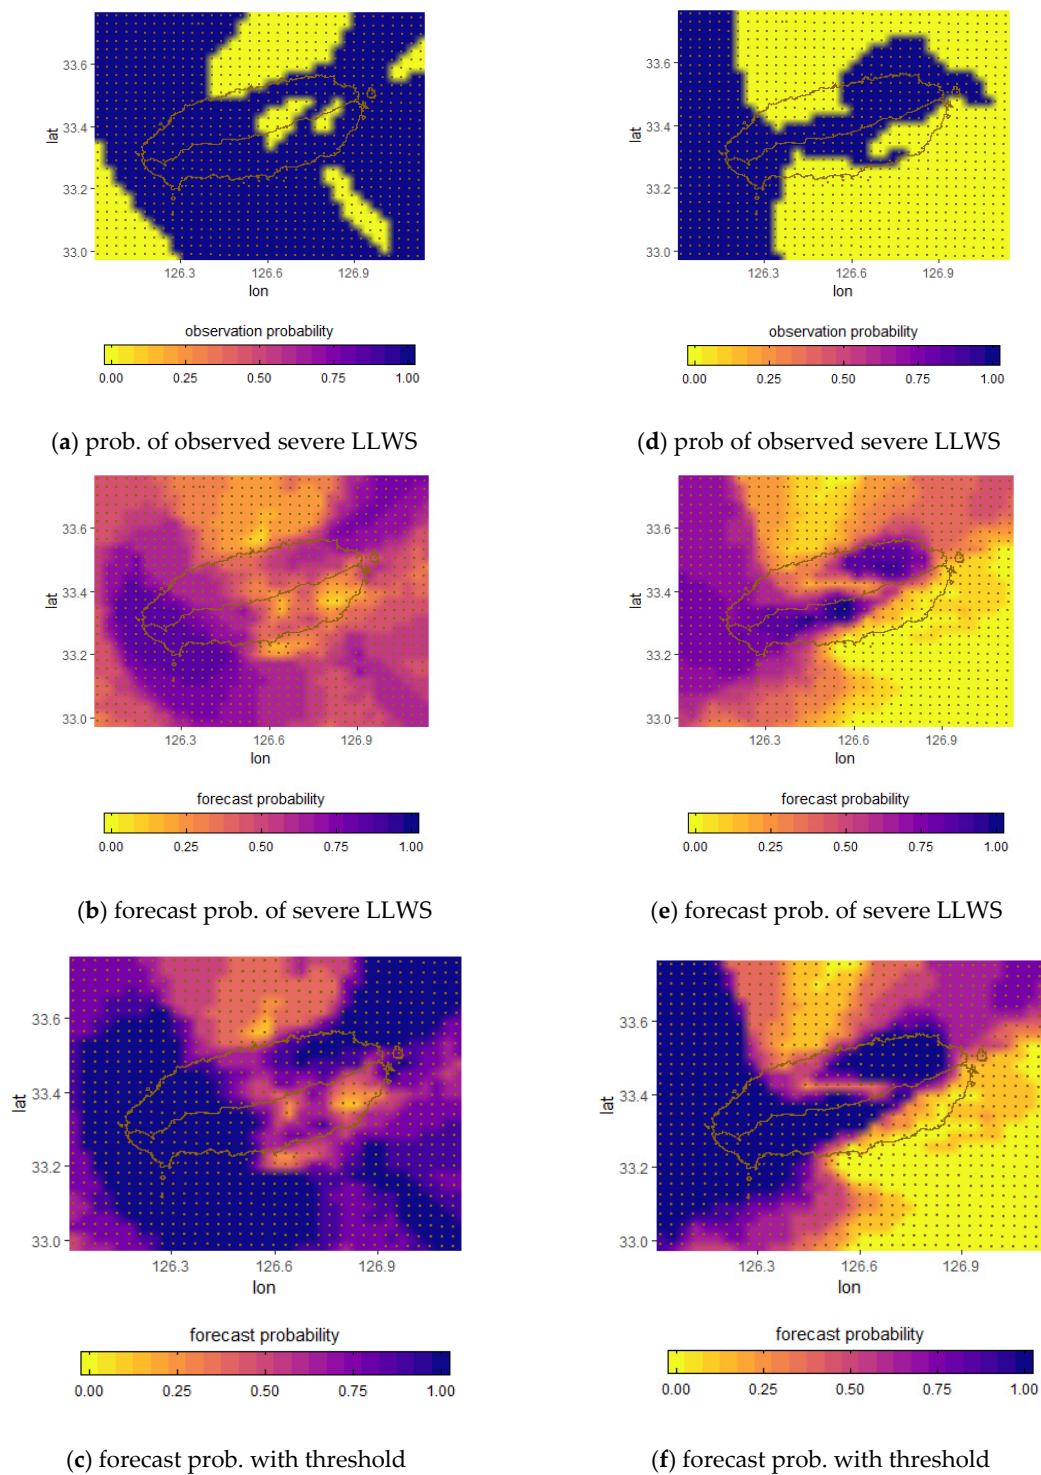 33.6
33.4
33.2
33.0
lat
126.3 126.6 126.9
lon
observation probability
0.00 0.25 0.50 0.75 1.00
(a) prob. of observed severe LLWS
33.6
33.4
33.2
33.0
lat
126.3 126.6 126.9
lon
observation probability
0.00 0.25 0.50 0.75 1.00
(d) prob of observed severe LLWS
33.6
33.4
33.2
33.0
lat
126.3 126.6 126.9
lon
forecast probability
0.00 0.25 0.50 0.75 1.00
(b) forecast prob. of severe LLWS
33.6
33.4
33.2
33.0
lat
126.3 126.6 126.9
lon
forecast probability
0.00 0.25 0.50 0.75 1.00
(e) forecast prob. of severe LLWS
33.6
33.4
33.2
33.0
lat
126.3 126.6 126.9
lon
forecast probability
0.00 0.25 0.50 0.75 1.00
(c) forecast prob. with threshold
33.6
33.4
33.2
33.0
lat
126.3 126.6 126.9
lon
forecast probability
0.00 0.25 0.50 0.75 1.00
(f) forecast prob. with threshold